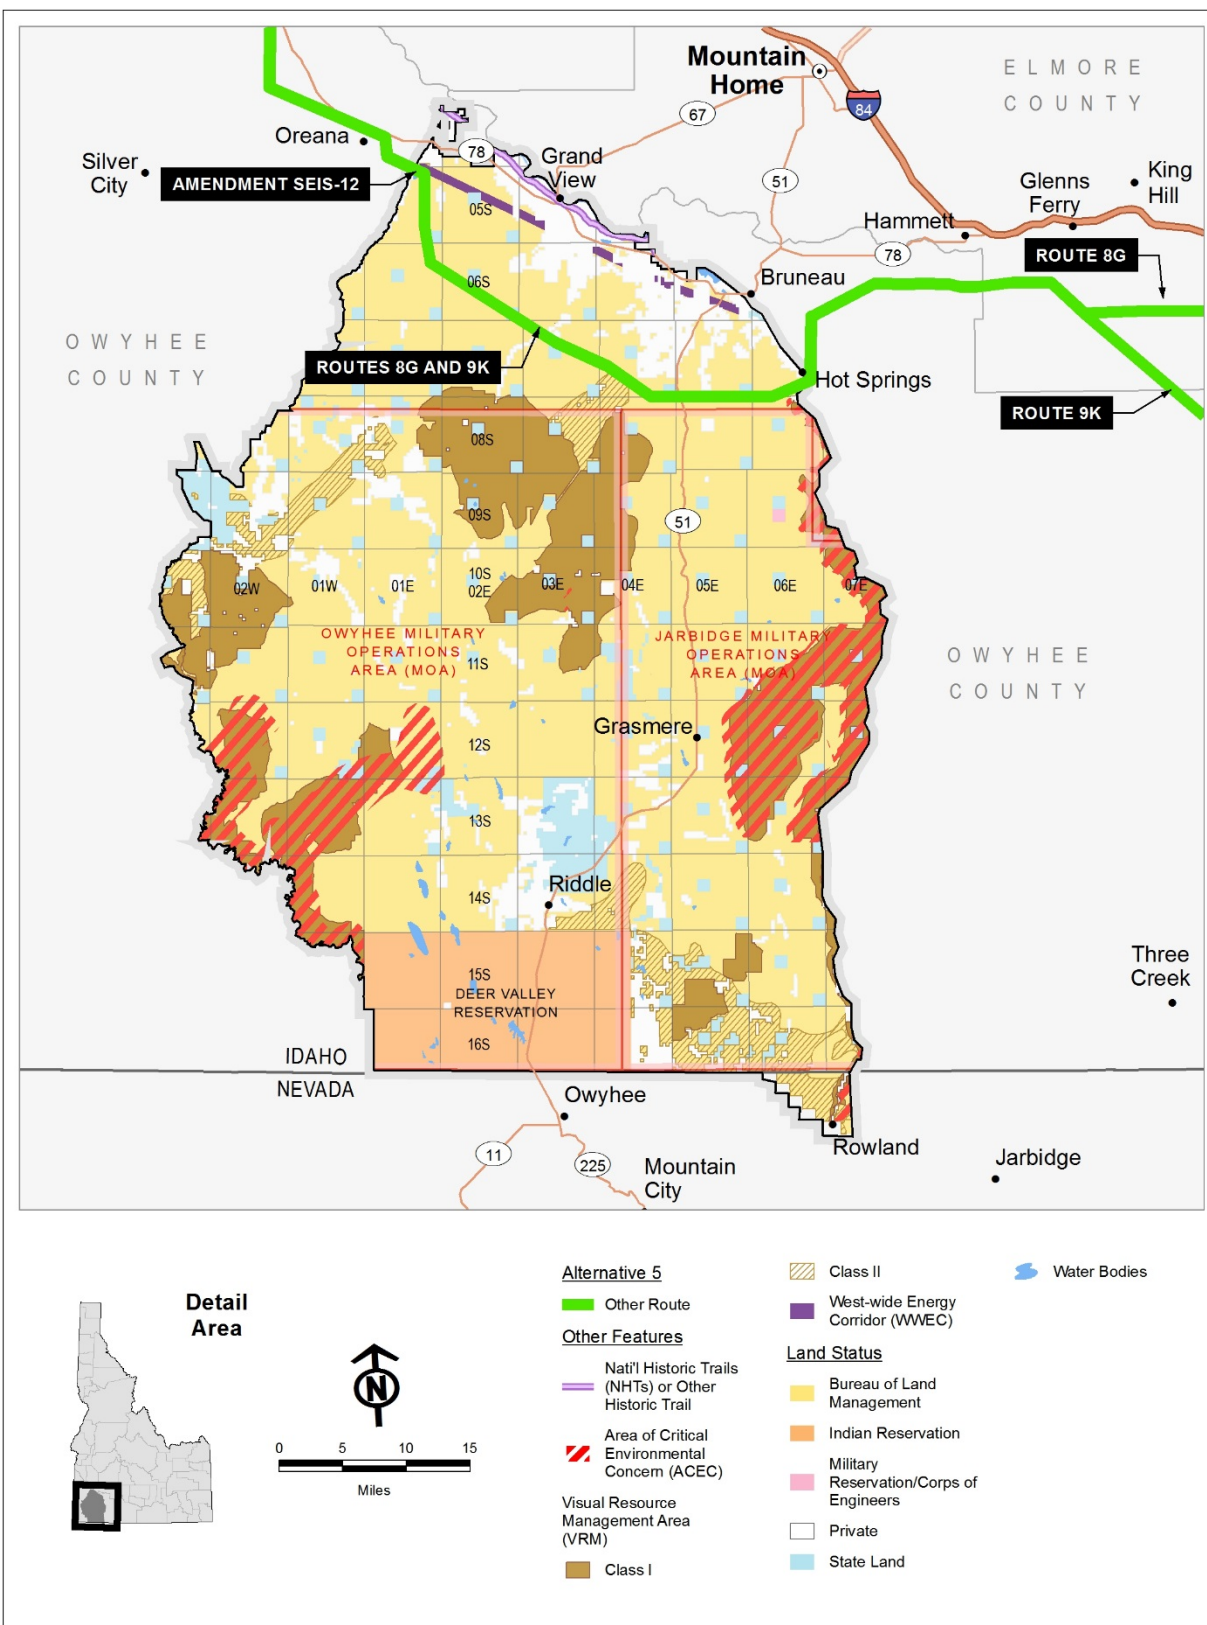 Mountain
Home
ELMORE
COUNTY
84
67
Oreana
78
Grand
View
Silver
City
AMENDMENT SEIS-12
51
King
Hill
Glenns
Ferry
Hammett
05S
78
ROUTE 8G
06S
Bruneau
OWYHEE
COUNTY
ROUTES 8G AND 9K
Hot Springs
ROUTE 9K
08S
09S
51
10S
02W
01W
01E
02E
03E
04E
05E
06E
07E
OWYHEE MILITARY
OPERATIONS
AREA (MOA)
JARBIDGE MILITARY
OPERATIONS
AREA (MOA)
11S
OWYHEE
COUNTY
Grasmere
12S
13S
Riddle
14S
Three
Creek
15S
DEER VALLEY
RESERVATION
16S
IDAHO
NEVADA
Owyhee
11
225
Rowland
Mountain
City
Jarbidge
Detail
Area
N
0 5 10 15
Miles
Alternative 5
Other Route
Other Features
Nati'l Historic Trails
(NHTs) or Other
Historic Trail
Area of Critical
Environmental
Concern (ACEC)
Visual Resource
Management Area
(VRM)
Class I
Class II
West-wide Energy
Corridor (WWEC)
Land Status
Bureau of Land
Management
Indian Reservation
Military
Reservation/Corps of
Engineers
Private
State Land
Water Bodies